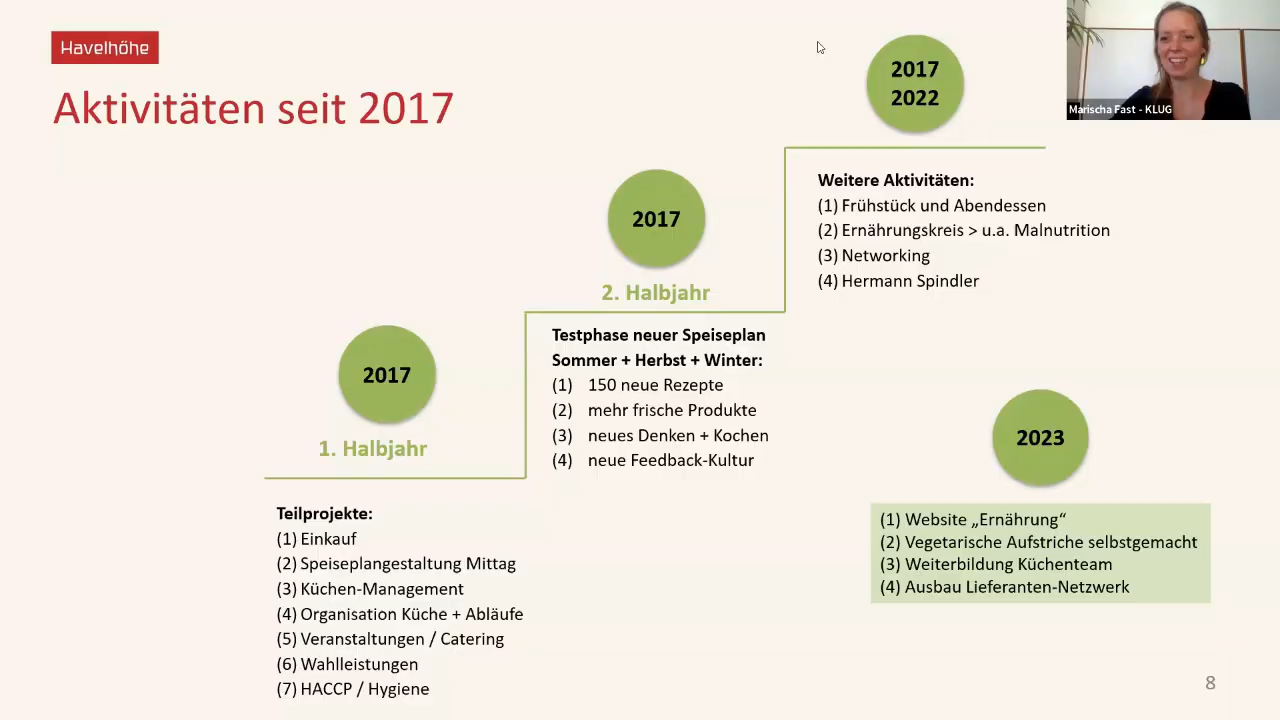 Havelhöhe
Aktivitäten seit 2017
2017
1. Halbjahr
Teilprojekte:
(1) Einkauf
(2) Speiseplangestaltung Mittag
(3) Küchen-Management
(4) Organisation Küche + Abläufe
(5) Veranstaltungen / Catering
(6) Wahlleistungen
(7) HACCP / Hygiene
2017
2. Halbjahr
Testphase neuer Speiseplan
Sommer + Herbst + Winter:
(1) 150 neue Rezepte
(2) mehr frische Produkte
(3) neues Denken + Kochen
(4) neue Feedback-Kultur
2017
2022
Weitere Aktivitäten:
(1) Frühstück und Abendessen
(2) Ernährungskreis > u.a. Malnutrition
(3) Networking
(4) Hermann Spindler
2023
(1) Website „Ernährung“
(2) Vegetarische Aufstriche selbstgemacht
(3) Weiterbildung Küchenteam
(4) Ausbau Lieferanten-Netzwerk
Marischa Fast - KLUG
8